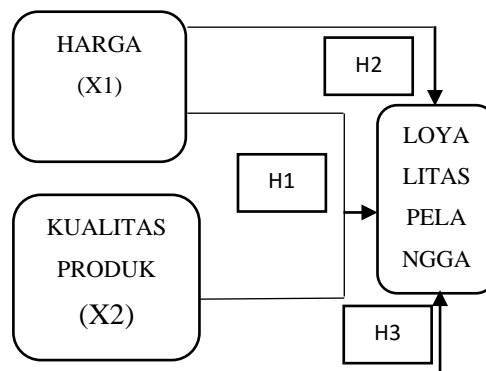 HARGA
(X1)
H2
LOYA
LITAS
PELA
NGGA
H1
KUALITAS
PRODUK
(X2)
H3